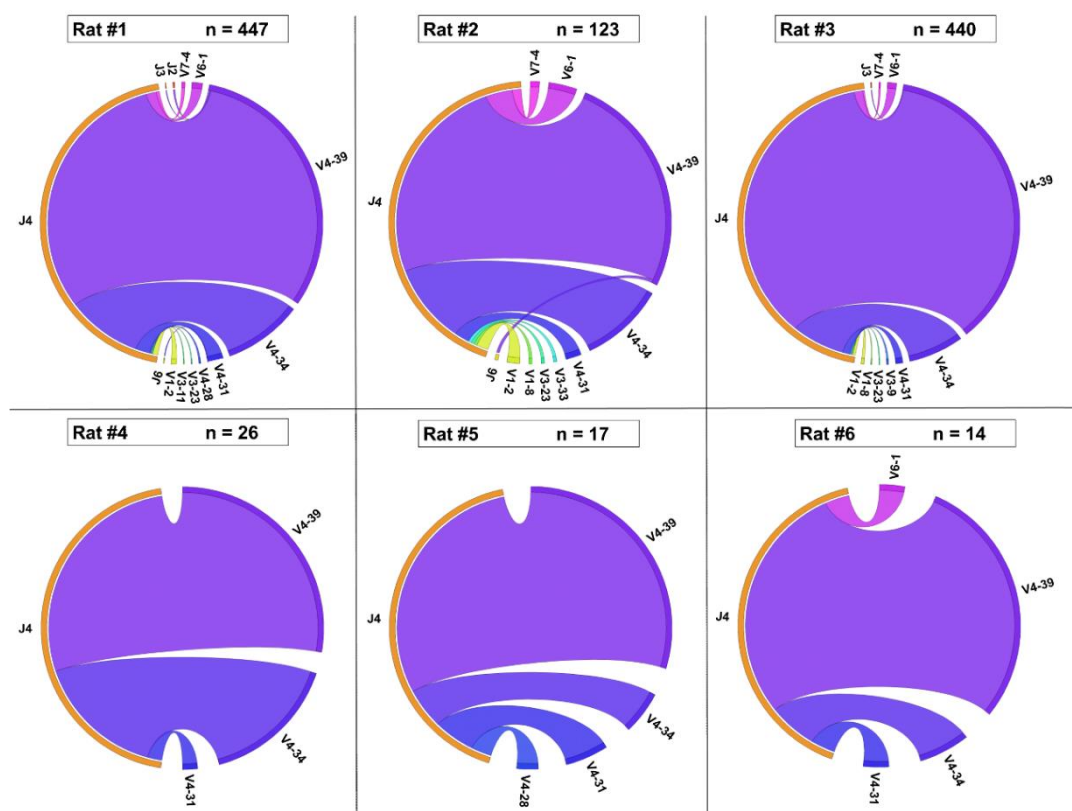 Rat #1 n = 447
J3
J2
V7-4
V6-1
V4-39
J4
V4-34
J6
V1-2
V3-11
V3-23
V4-28
V4-31
Rat #2 n = 123
V7-4
V6-1
V4-39
J4
V4-34
J6
V1-2
V1-8
V3-23
V3-33
V4-31
Rat #3 n = 440
J3
V7-4
V6-1
V4-39
J4
V4-34
V1-2
V1-8
V3-23
V3-9
V4-31
Rat #4 n = 26
V4-39
J4
V4-34
V4-31
Rat #5 n = 17
V4-39
J4
V4-34
V4-31
V4-28
Rat #6 n = 14
V6-1
V4-39
J4
V4-34
V4-31